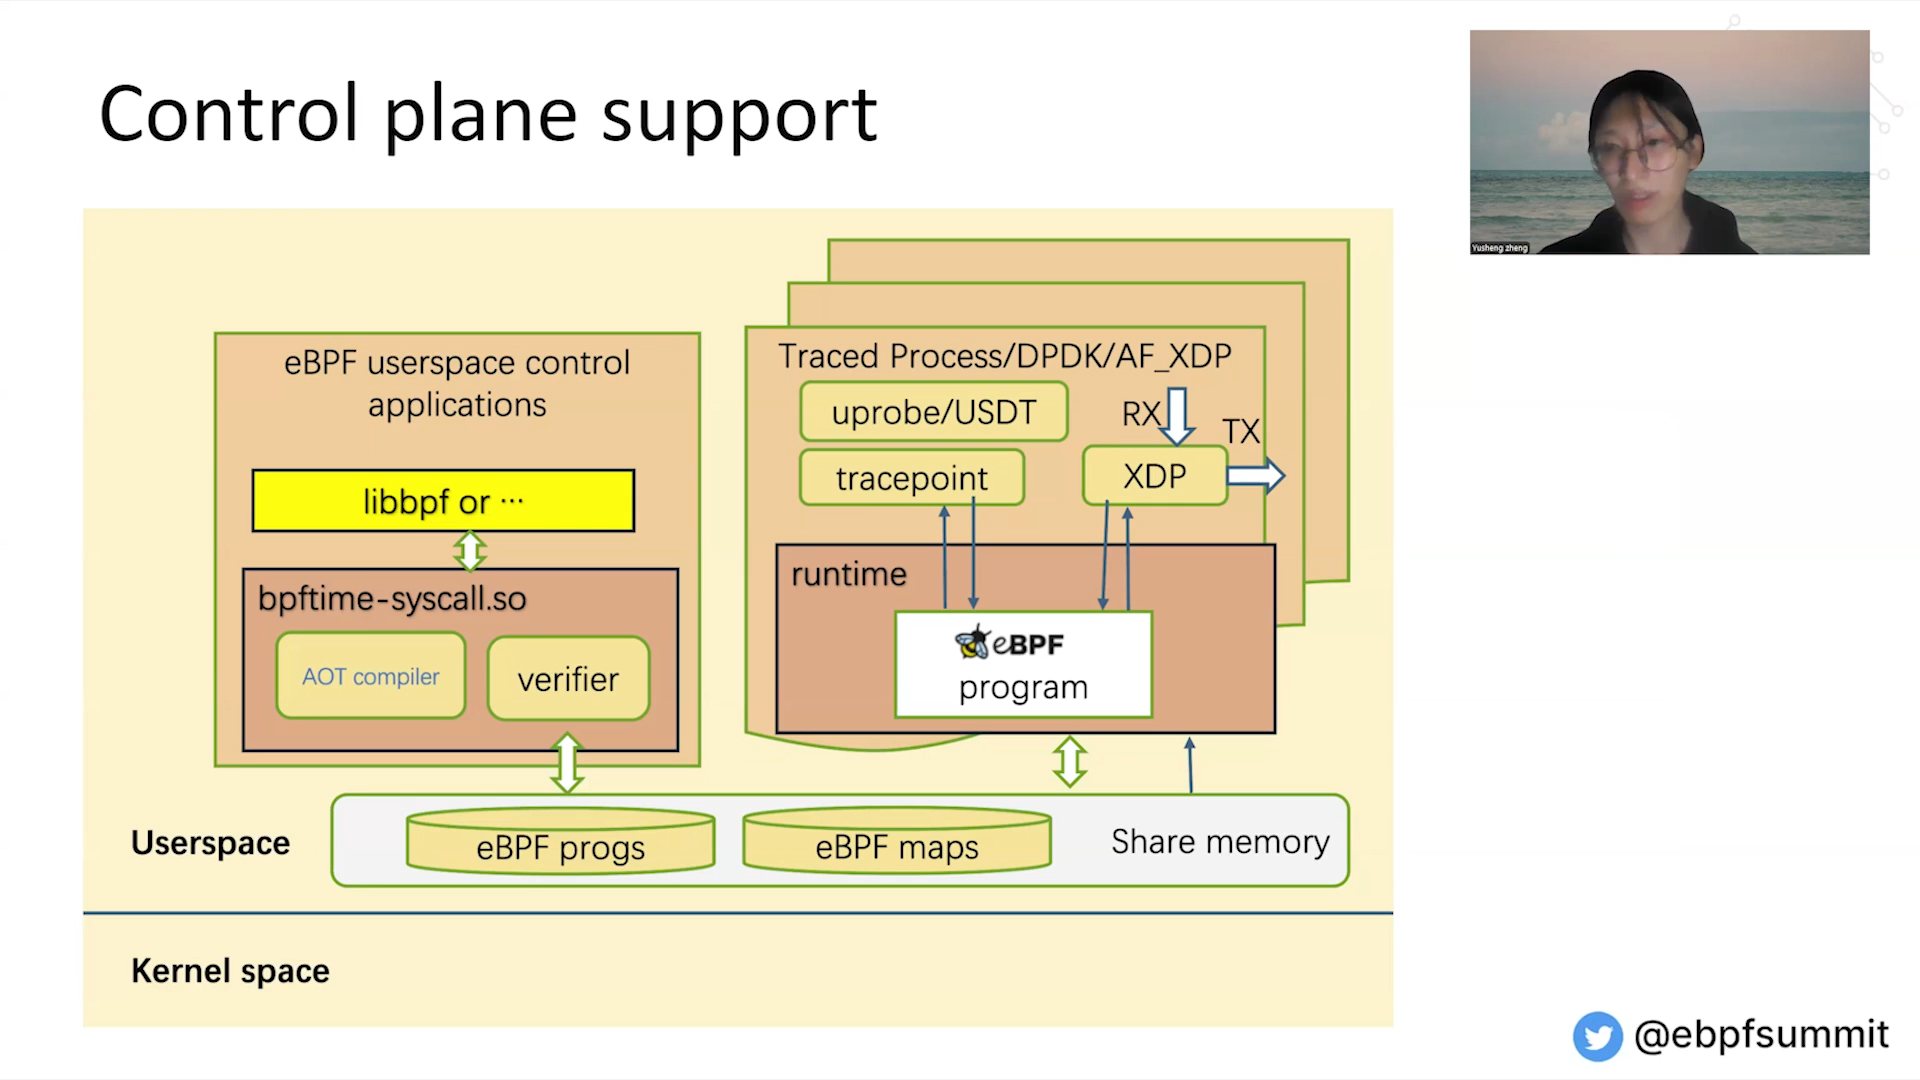 Control plane support
Yusheng zheng
eBPF userspace control
applications
libbpf or ...
bpftime-syscall.so
AOT compiler
verifier
Traced Process/DPDK/AF_XDP
uprobe/USDT
RX
TX
tracepoint
XDP
runtime
eBPF
program
Userspace
eBPF progs
eBPF maps
Share memory
Kernel space
@ebpfsummit